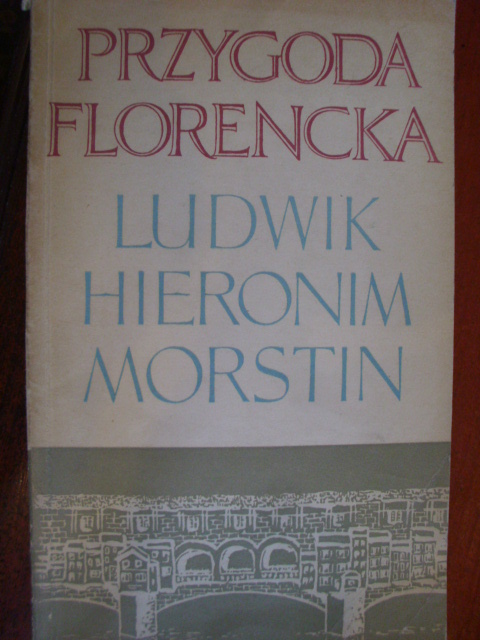 PRZYGODA
FLORENCKA
LUDWIK
HIERONIM
MORSTIN